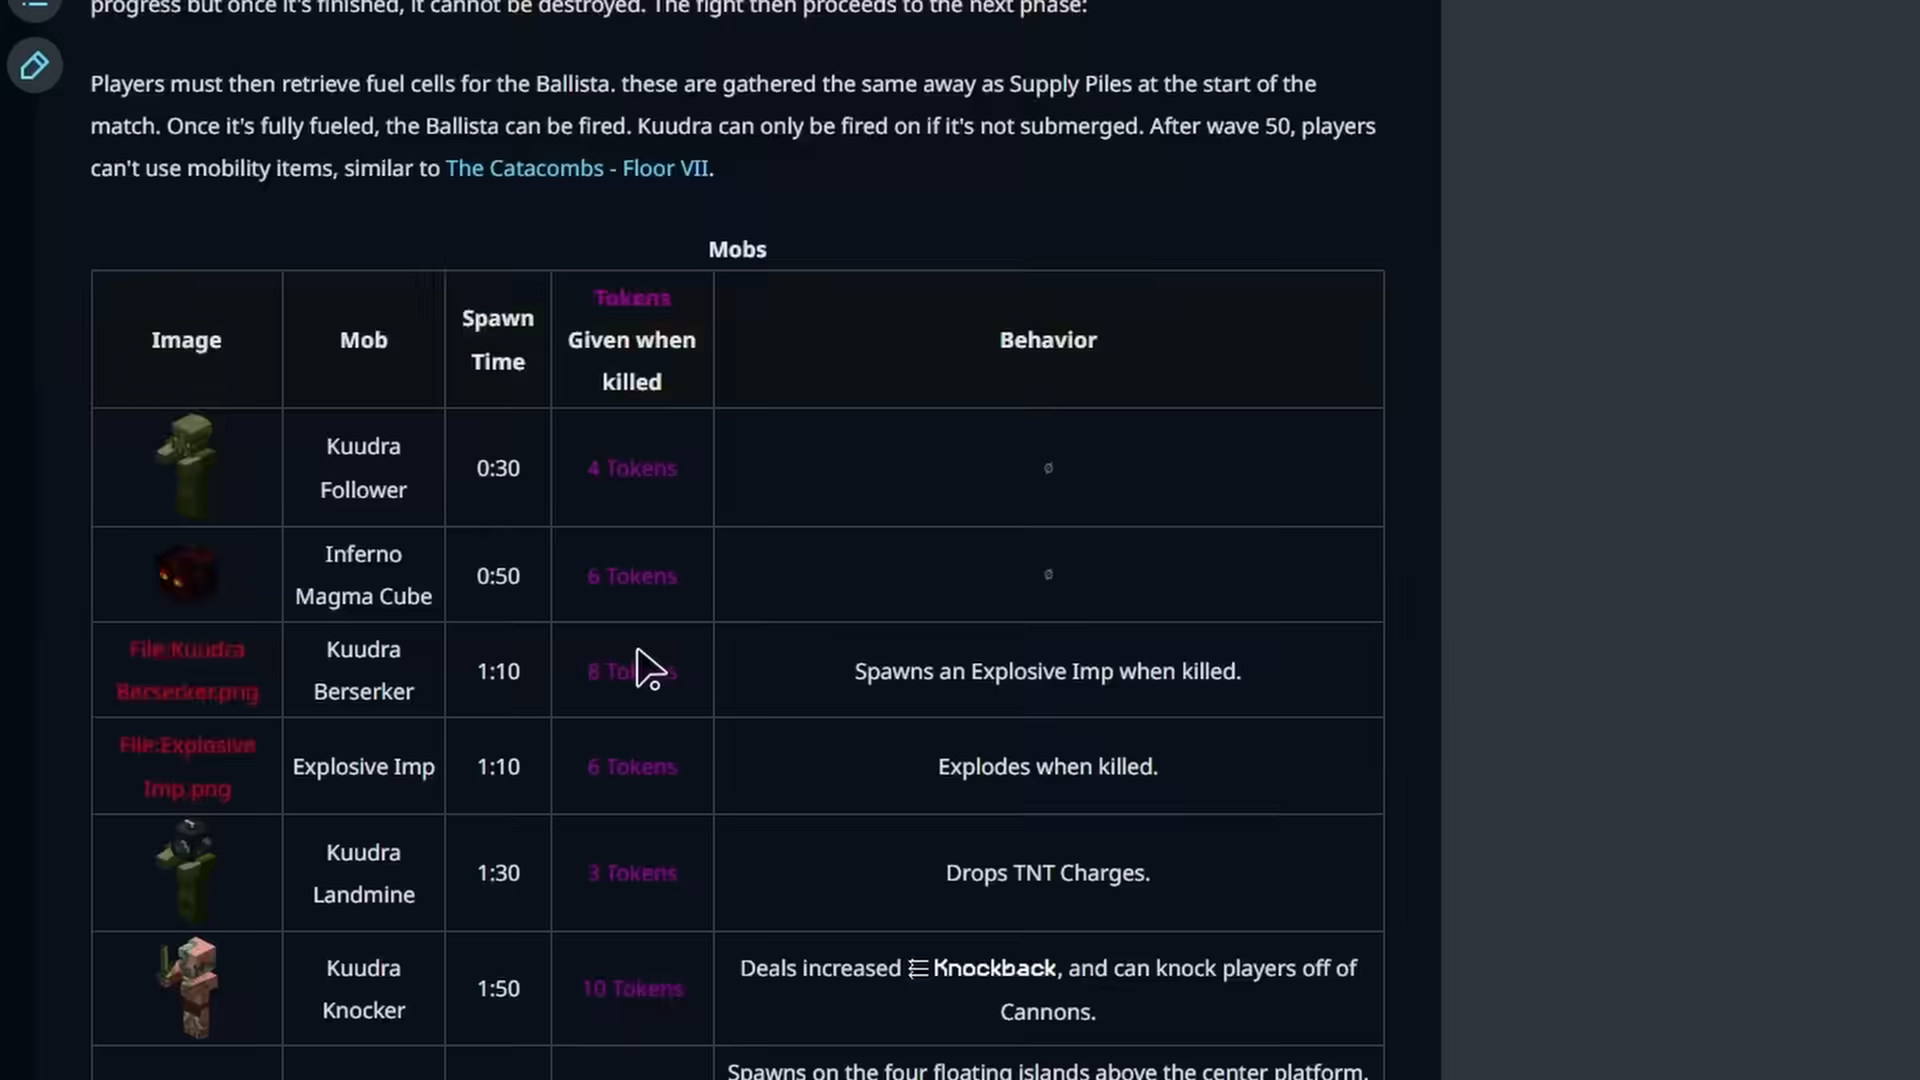 progress but once it's finished, it cannot be destroyed. The fight then proceeds to the next phase:
Players must then retrieve fuel cells for the Ballista. these are gathered the same away as Supply Piles at the start of the
match. Once it's fully fueled, the Ballista can be fired. Kuudra can only be fired on if it's not submerged. After wave 50, players
can't use mobility items, similar to The Catacombs - Floor VII.
Mobs
Image
Mob
Spawn
Time
Tokens
Given when
killed
Behavior
Kuudra
Follower
0:30
4 Tokens
ø
Inferno
Magma Cube
0:50
6 Tokens
ø
File:Kuudra
Berserker.png
Kuudra
Berserker
1:10
8 Tokens
Spawns an Explosive Imp when killed.
File:Explosive
Imp.png
Explosive Imp
1:10
6 Tokens
Explodes when killed.
Kuudra
Landmine
1:30
3 Tokens
Drops TNT Charges.
Kuudra
Knocker
1:50
10 Tokens
Deals increased Knockback, and can knock players off of
Cannons.
Spawns on the four floating islands above the center platform.